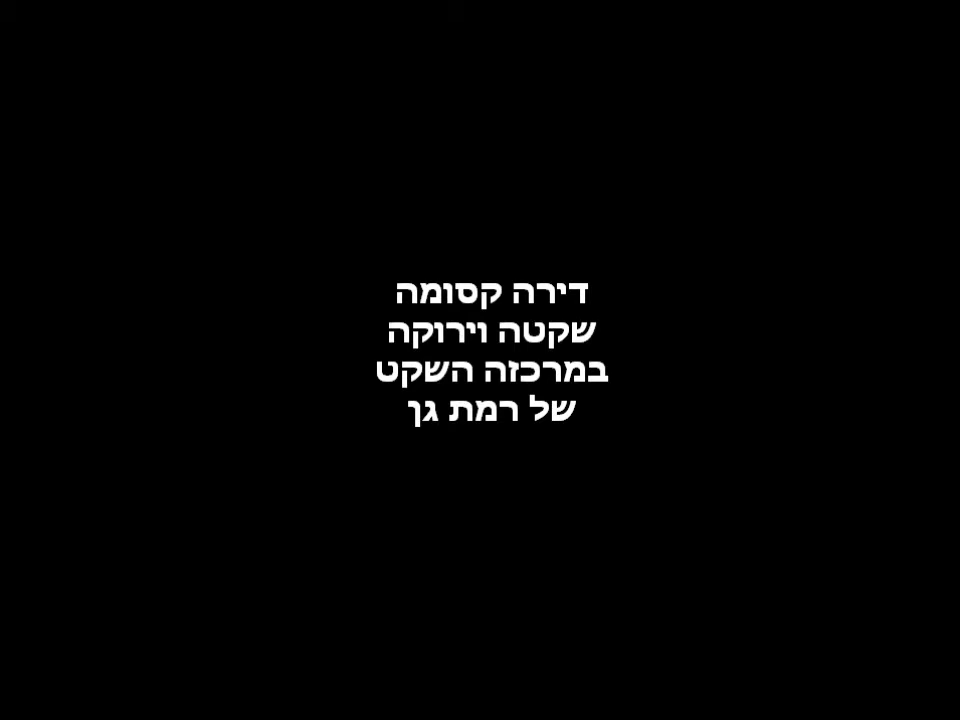 דירה קסומה
שקטה וירוקה
במרכזה השקט
של רמת גן